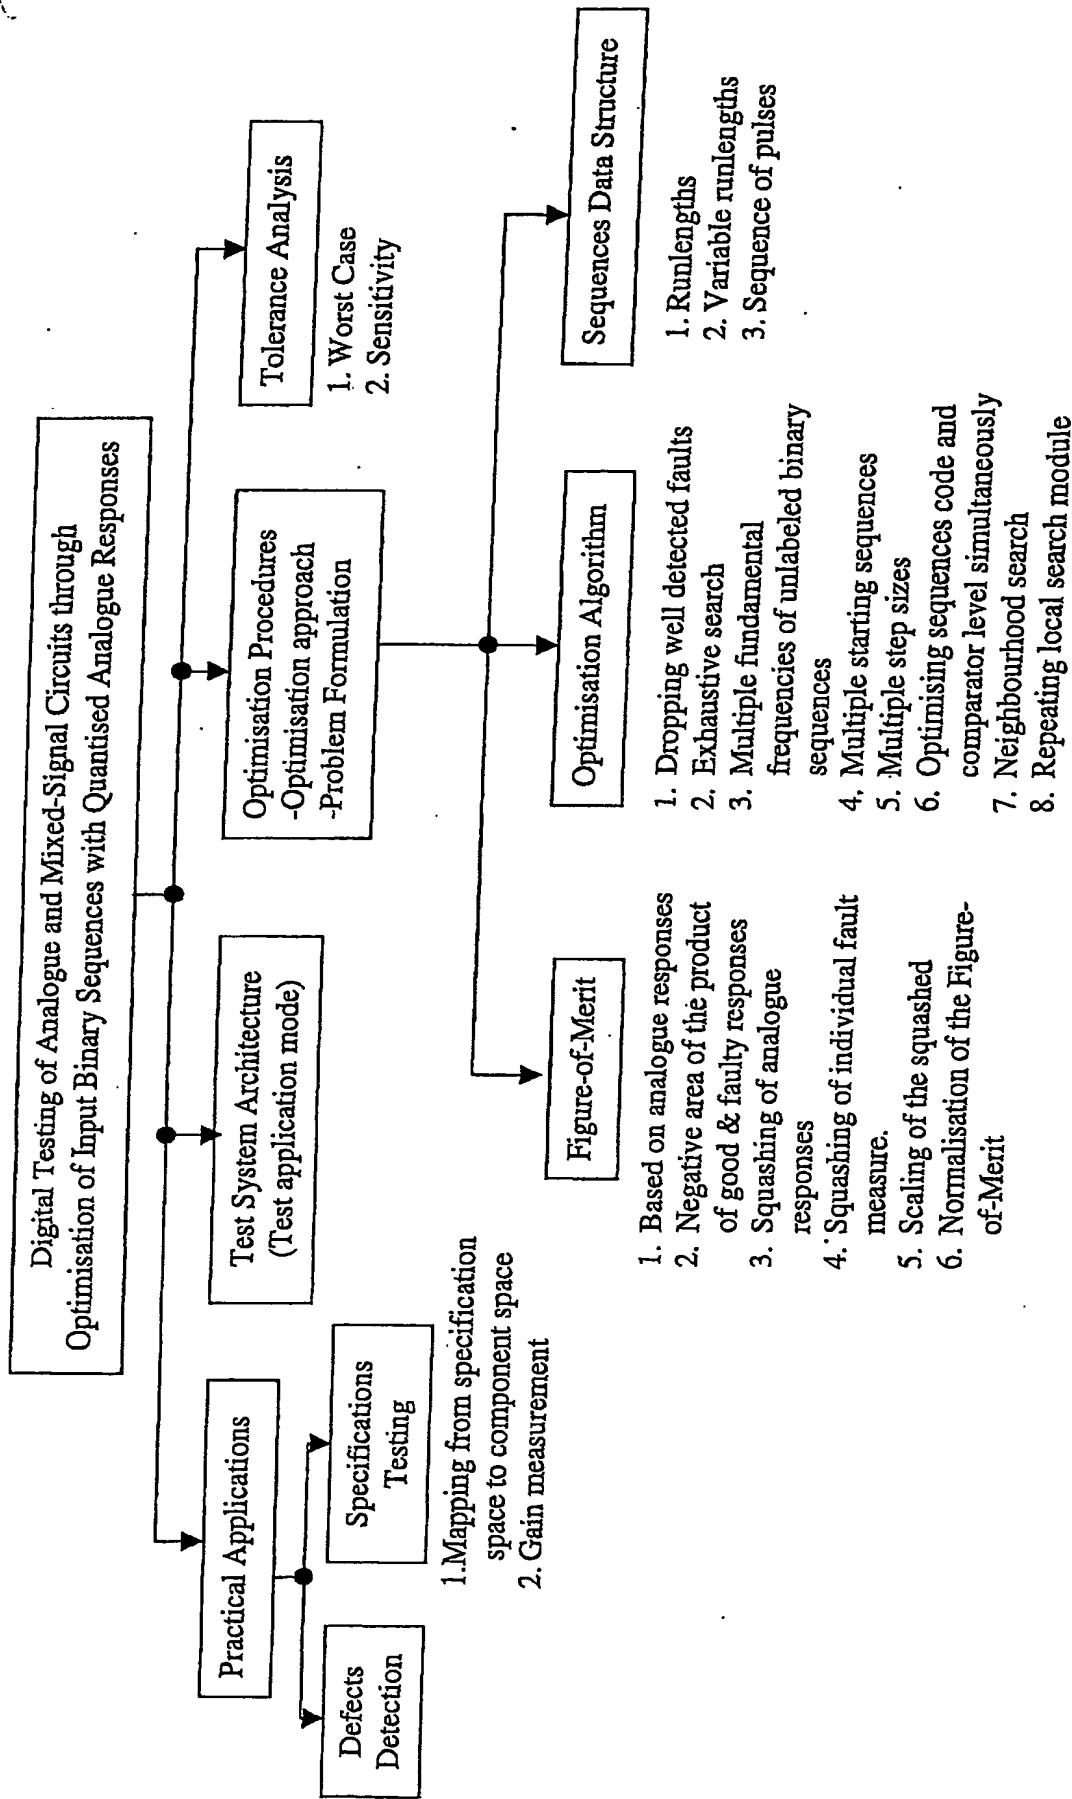 Digital Testing of Analogue and Mixed-Signal Circuits through
Optimisation of Input Binary Sequences with Quantised Analogue Responses
Practical Applications
Test System Architecture
(Test application mode)
Optimisation Procedures
-Optimisation approach
-Problem Formulation
Tolerance Analysis
1. Worst Case
2. Sensitivity
Defects
Detection
Specifications
Testing
1.Mapping from specification
space to component space
2. Gain measurement
Figure-of-Merit
1. Based on analogue responses
2. Negative area of the product
of good & faulty responses
3. Squashing of analogue
responses
4. Squashing of individual fault
measure.
5. Scaling of the squashed
6. Normalisation of the Figure-
of-Merit
Optimisation Algorithm
1. Dropping well detected faults
2. Exhaustive search
3. Multiple fundamental
frequencies of unlabeled binary
sequences
4. Multiple starting sequences
5. Multiple step sizes
6. Optimising sequences code and
comparator level simultaneously
7. Neighbourhood search
8. Repeating local search module
Sequences Data Structure
1. Runlengths
2. Variable runlengths
3. Sequence of pulses